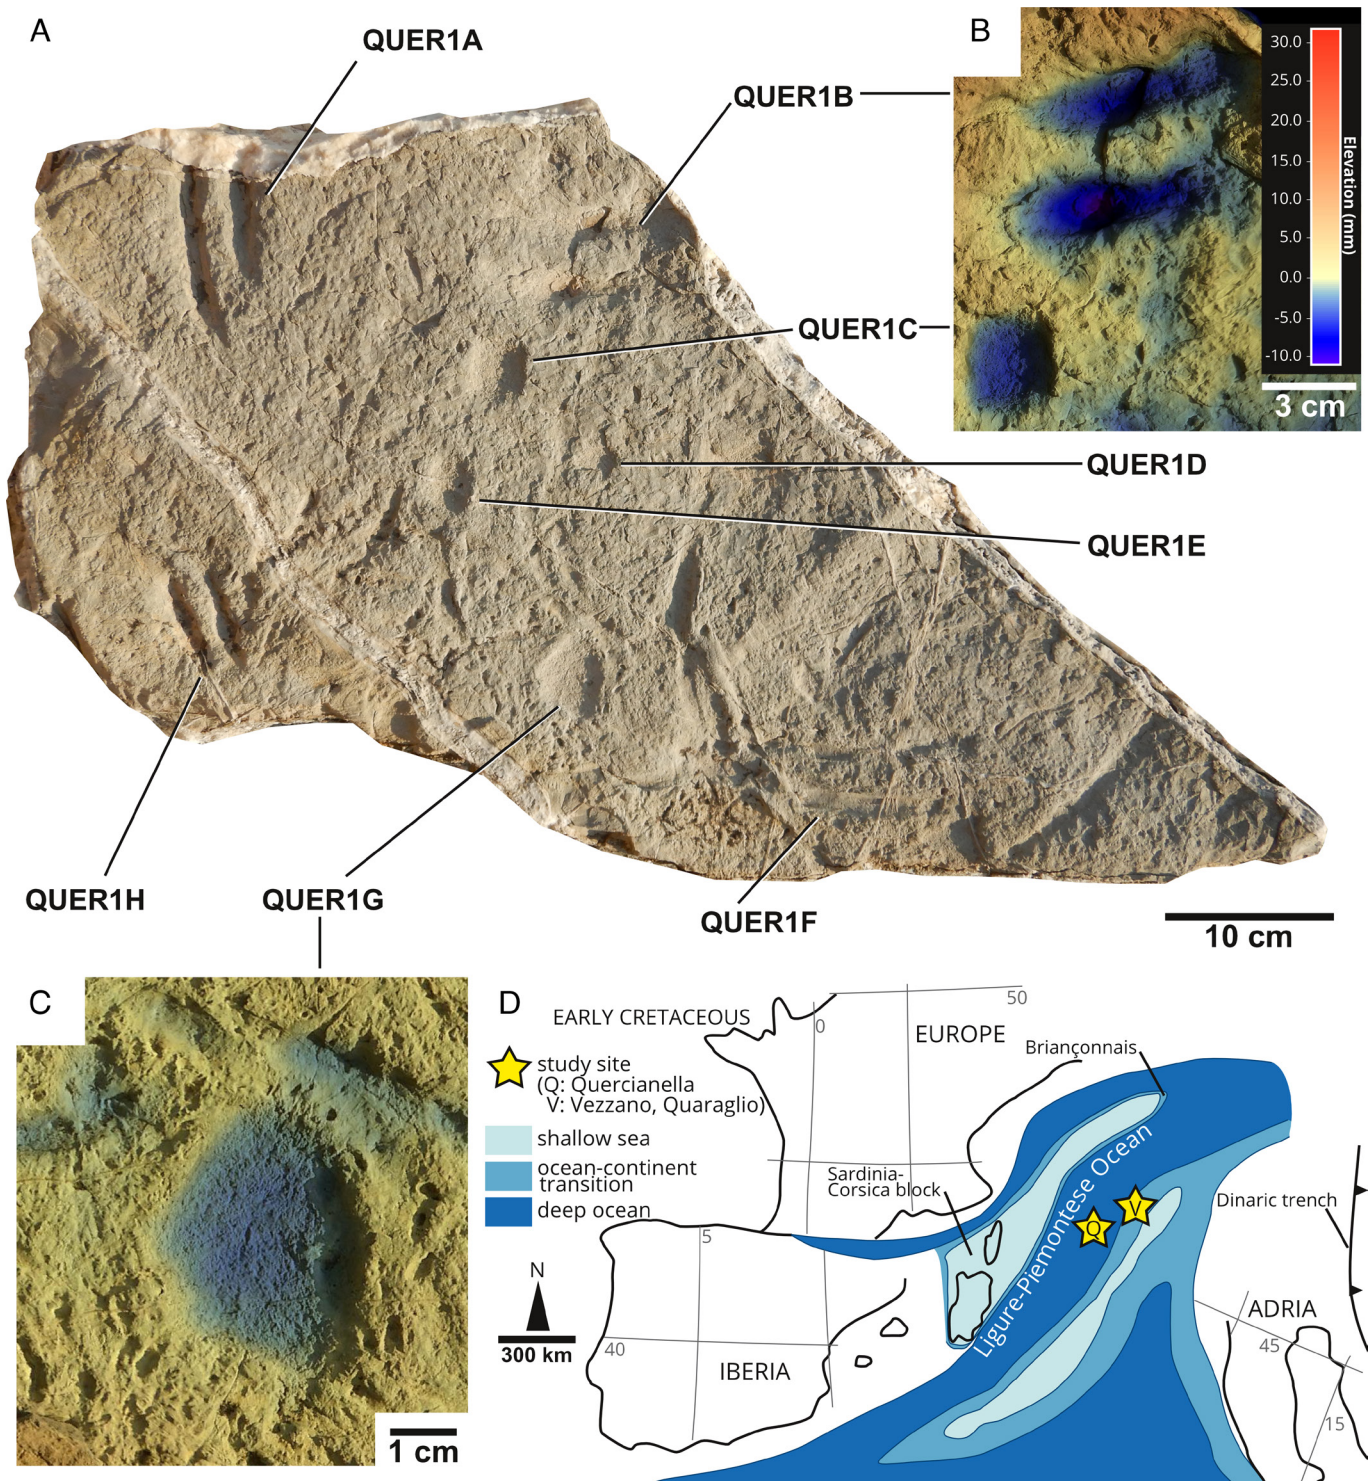 A
QUER1A
QUER1B
B
30.0
25.0
20.0
15.0
10.0
5.0
0.0
-5.0
-10.0
Elevation (mm)
3 cm
QUER1C
QUER1D
QUER1E
QUER1H
QUER1G
QUER1F
10 cm
C
1 cm
D
EARLY CRETACEOUS
study site
(Q: Quercianella
V: Vezzano, Quaraglio)
shallow sea
ocean-continent
transition
deep ocean
N
300 km
0
50
EUROPE
Briançonnais
Sardinia-
Corsica block
Ligure-Piemontese Ocean
Q
V
Dinaric trench
ADRIA
5
40
IBERIA
45
15